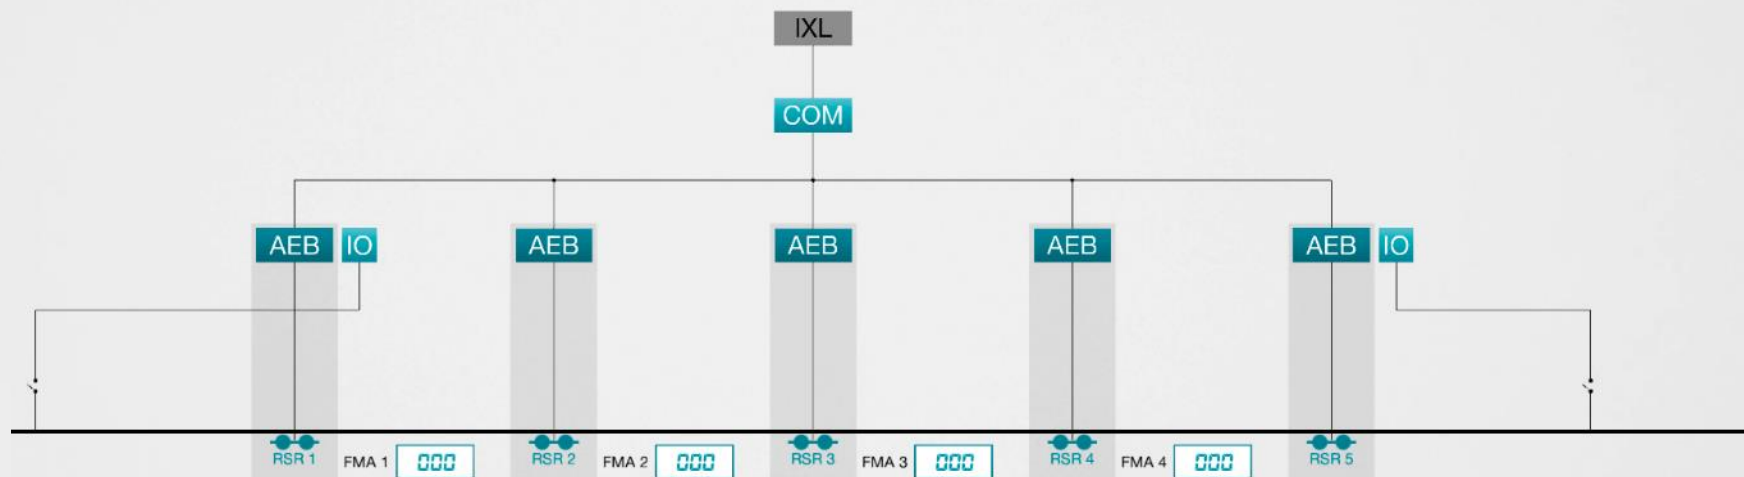 IXL
COM
AEB IO AEB AEB AEB AEB IO
RSR 1 RSR 2 RSR 3 RSR 4 RSR 5
FMA 1 000 FMA 2 000 FMA 3 000 FMA 4 000